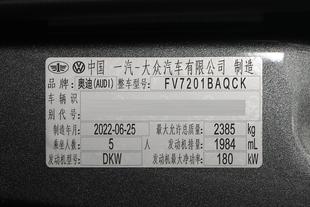 中国 一汽-大众汽车有限公司 制造
品牌: 奥迪(AUDI) 整车型号: FV7201BAQCK
车辆识别代号:
制造年月: 2022-06-25 最大允许总质量: 2385 kg
乘坐人数: 5 人 发动机排量: 1984 mL
发动机型号: DKW 发动机最大净功率: 180 kW